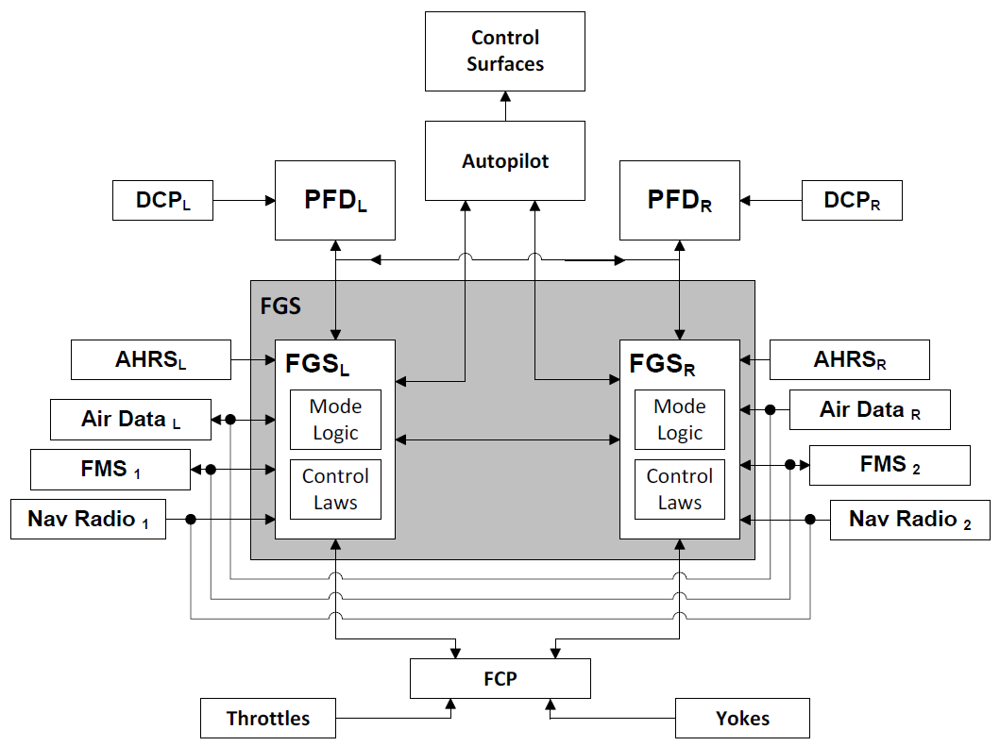 Control
Surfaces
Autopilot
DCPL
PFDL
PFDR
DCPR
FGS
AHRSL
FGSL
FGSR
AHRSR
Mode
Logic
Mode
Logic
Air Data L
Air Data R
FMS 1
Control
Laws
Control
Laws
FMS 2
Nav Radio 1
Nav Radio 2
FCP
Throttles
Yokes